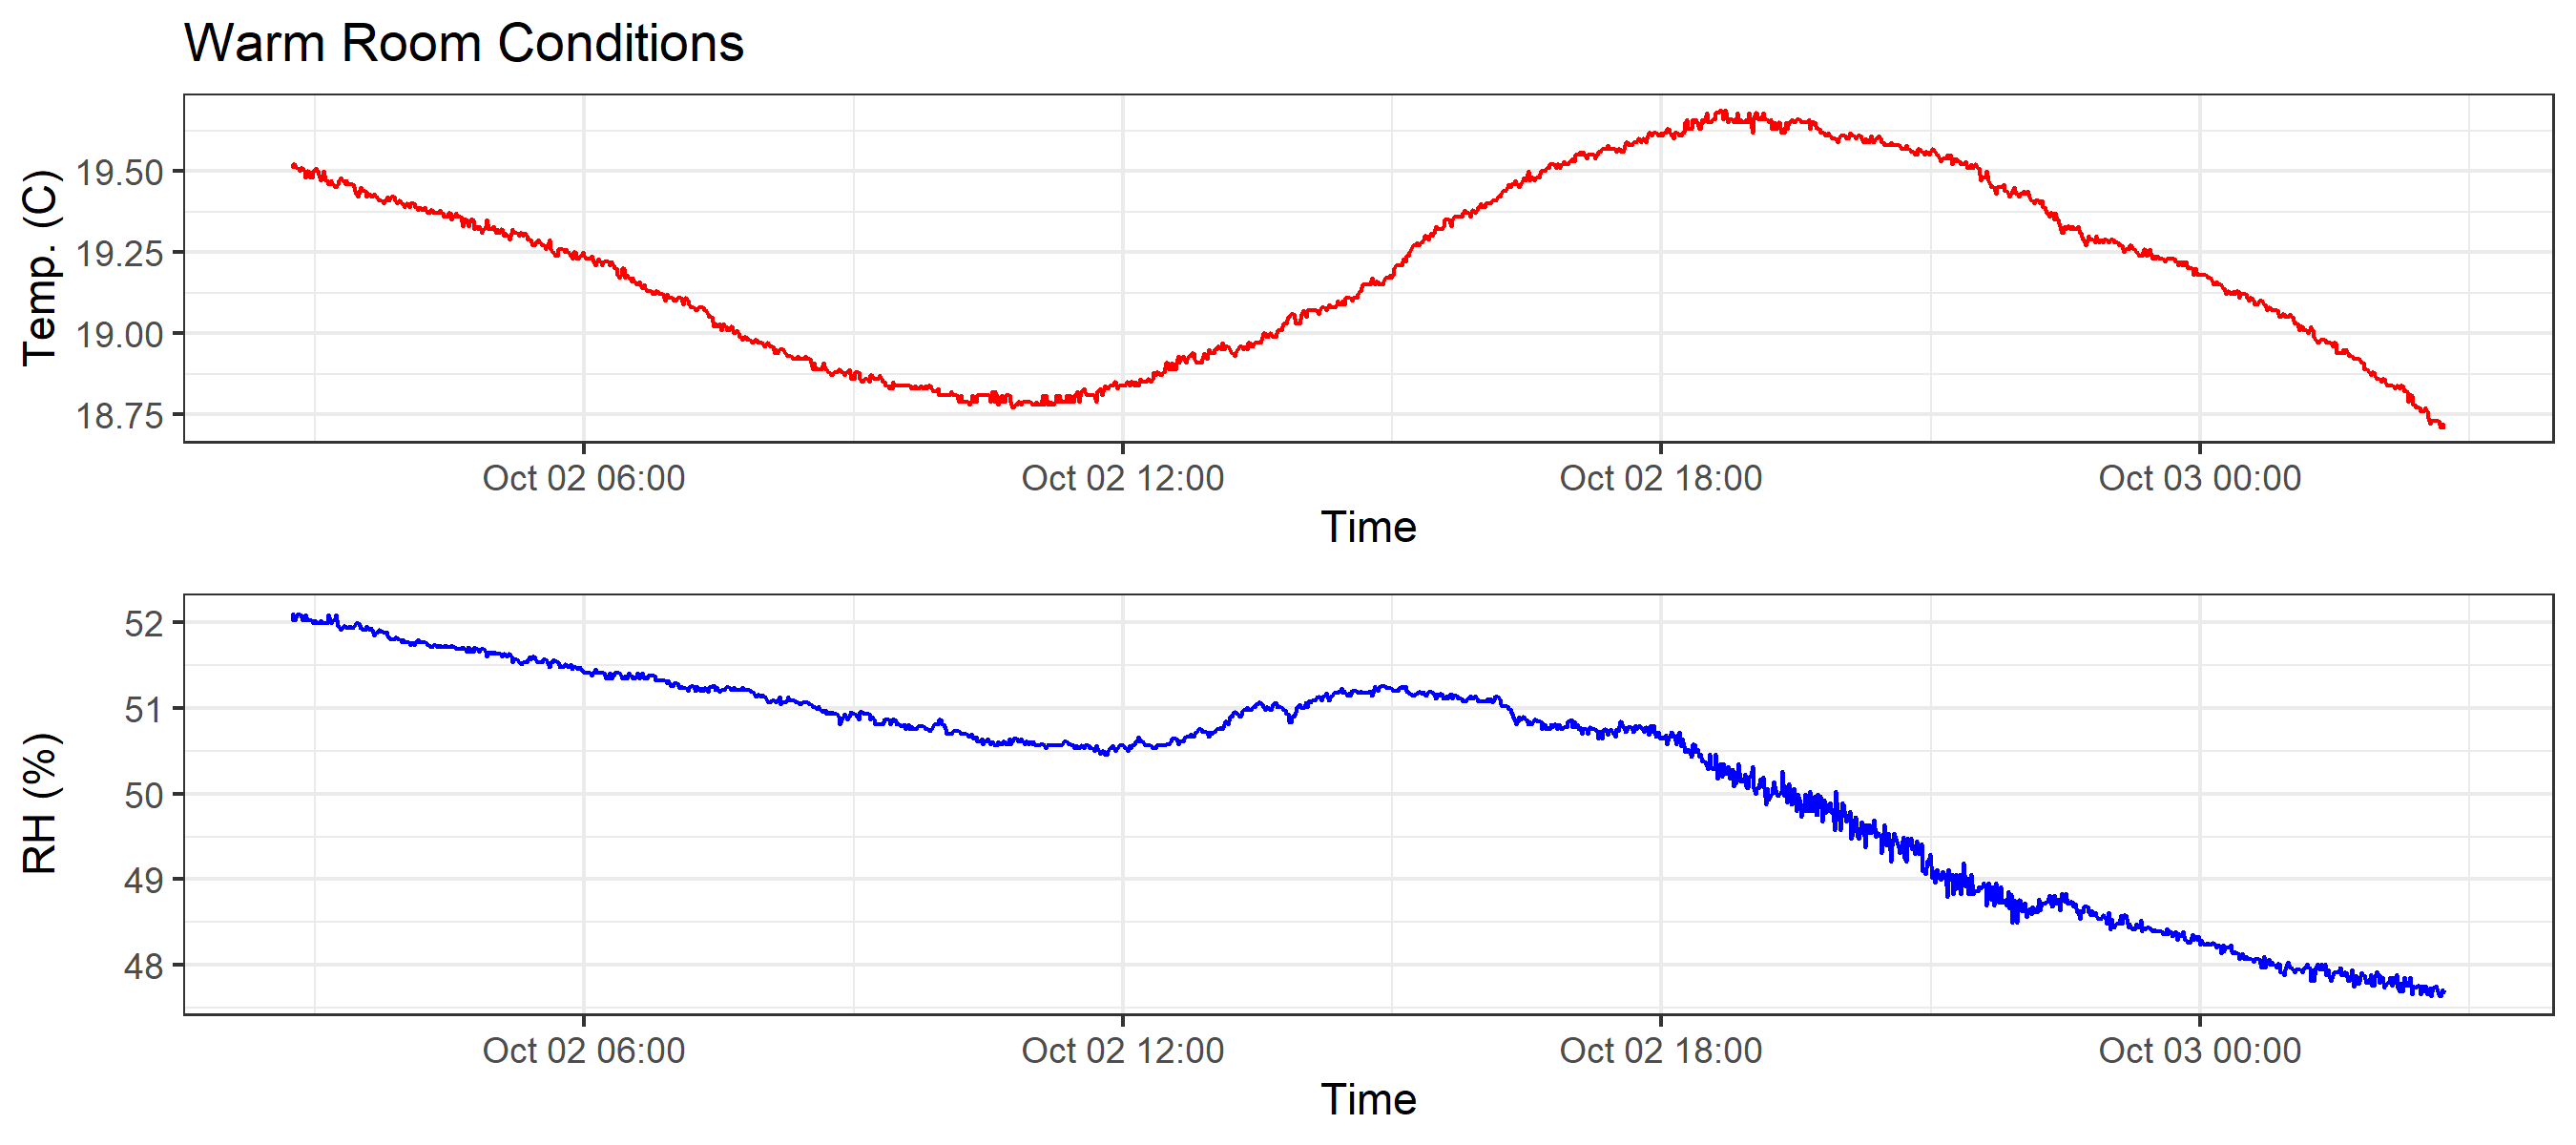 Warm Room Conditions
Temp. (C)
19.50
19.25
19.00
18.75
Oct 02 06:00 Oct 02 12:00 Oct 02 18:00 Oct 03 00:00
Time
RH (%)
52
51
50
49
48
Oct 02 06:00 Oct 02 12:00 Oct 02 18:00 Oct 03 00:00
Time